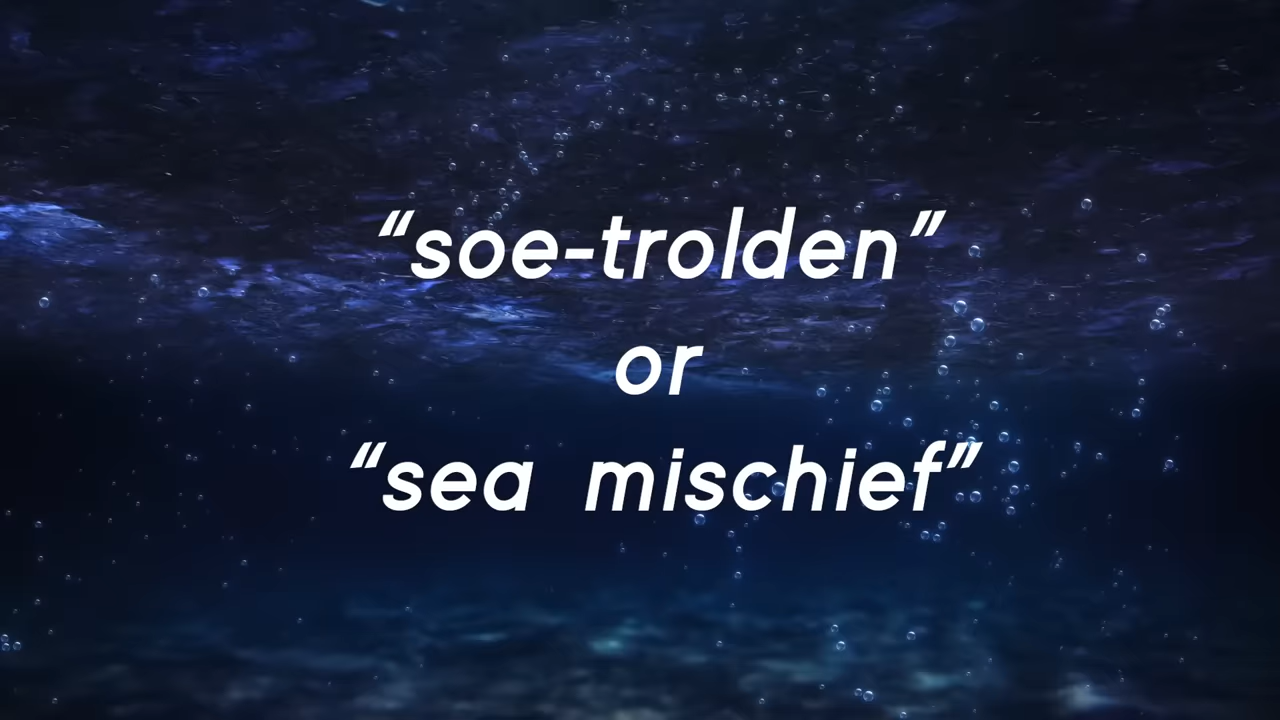 “soe-trolden”
or
“sea mischief”